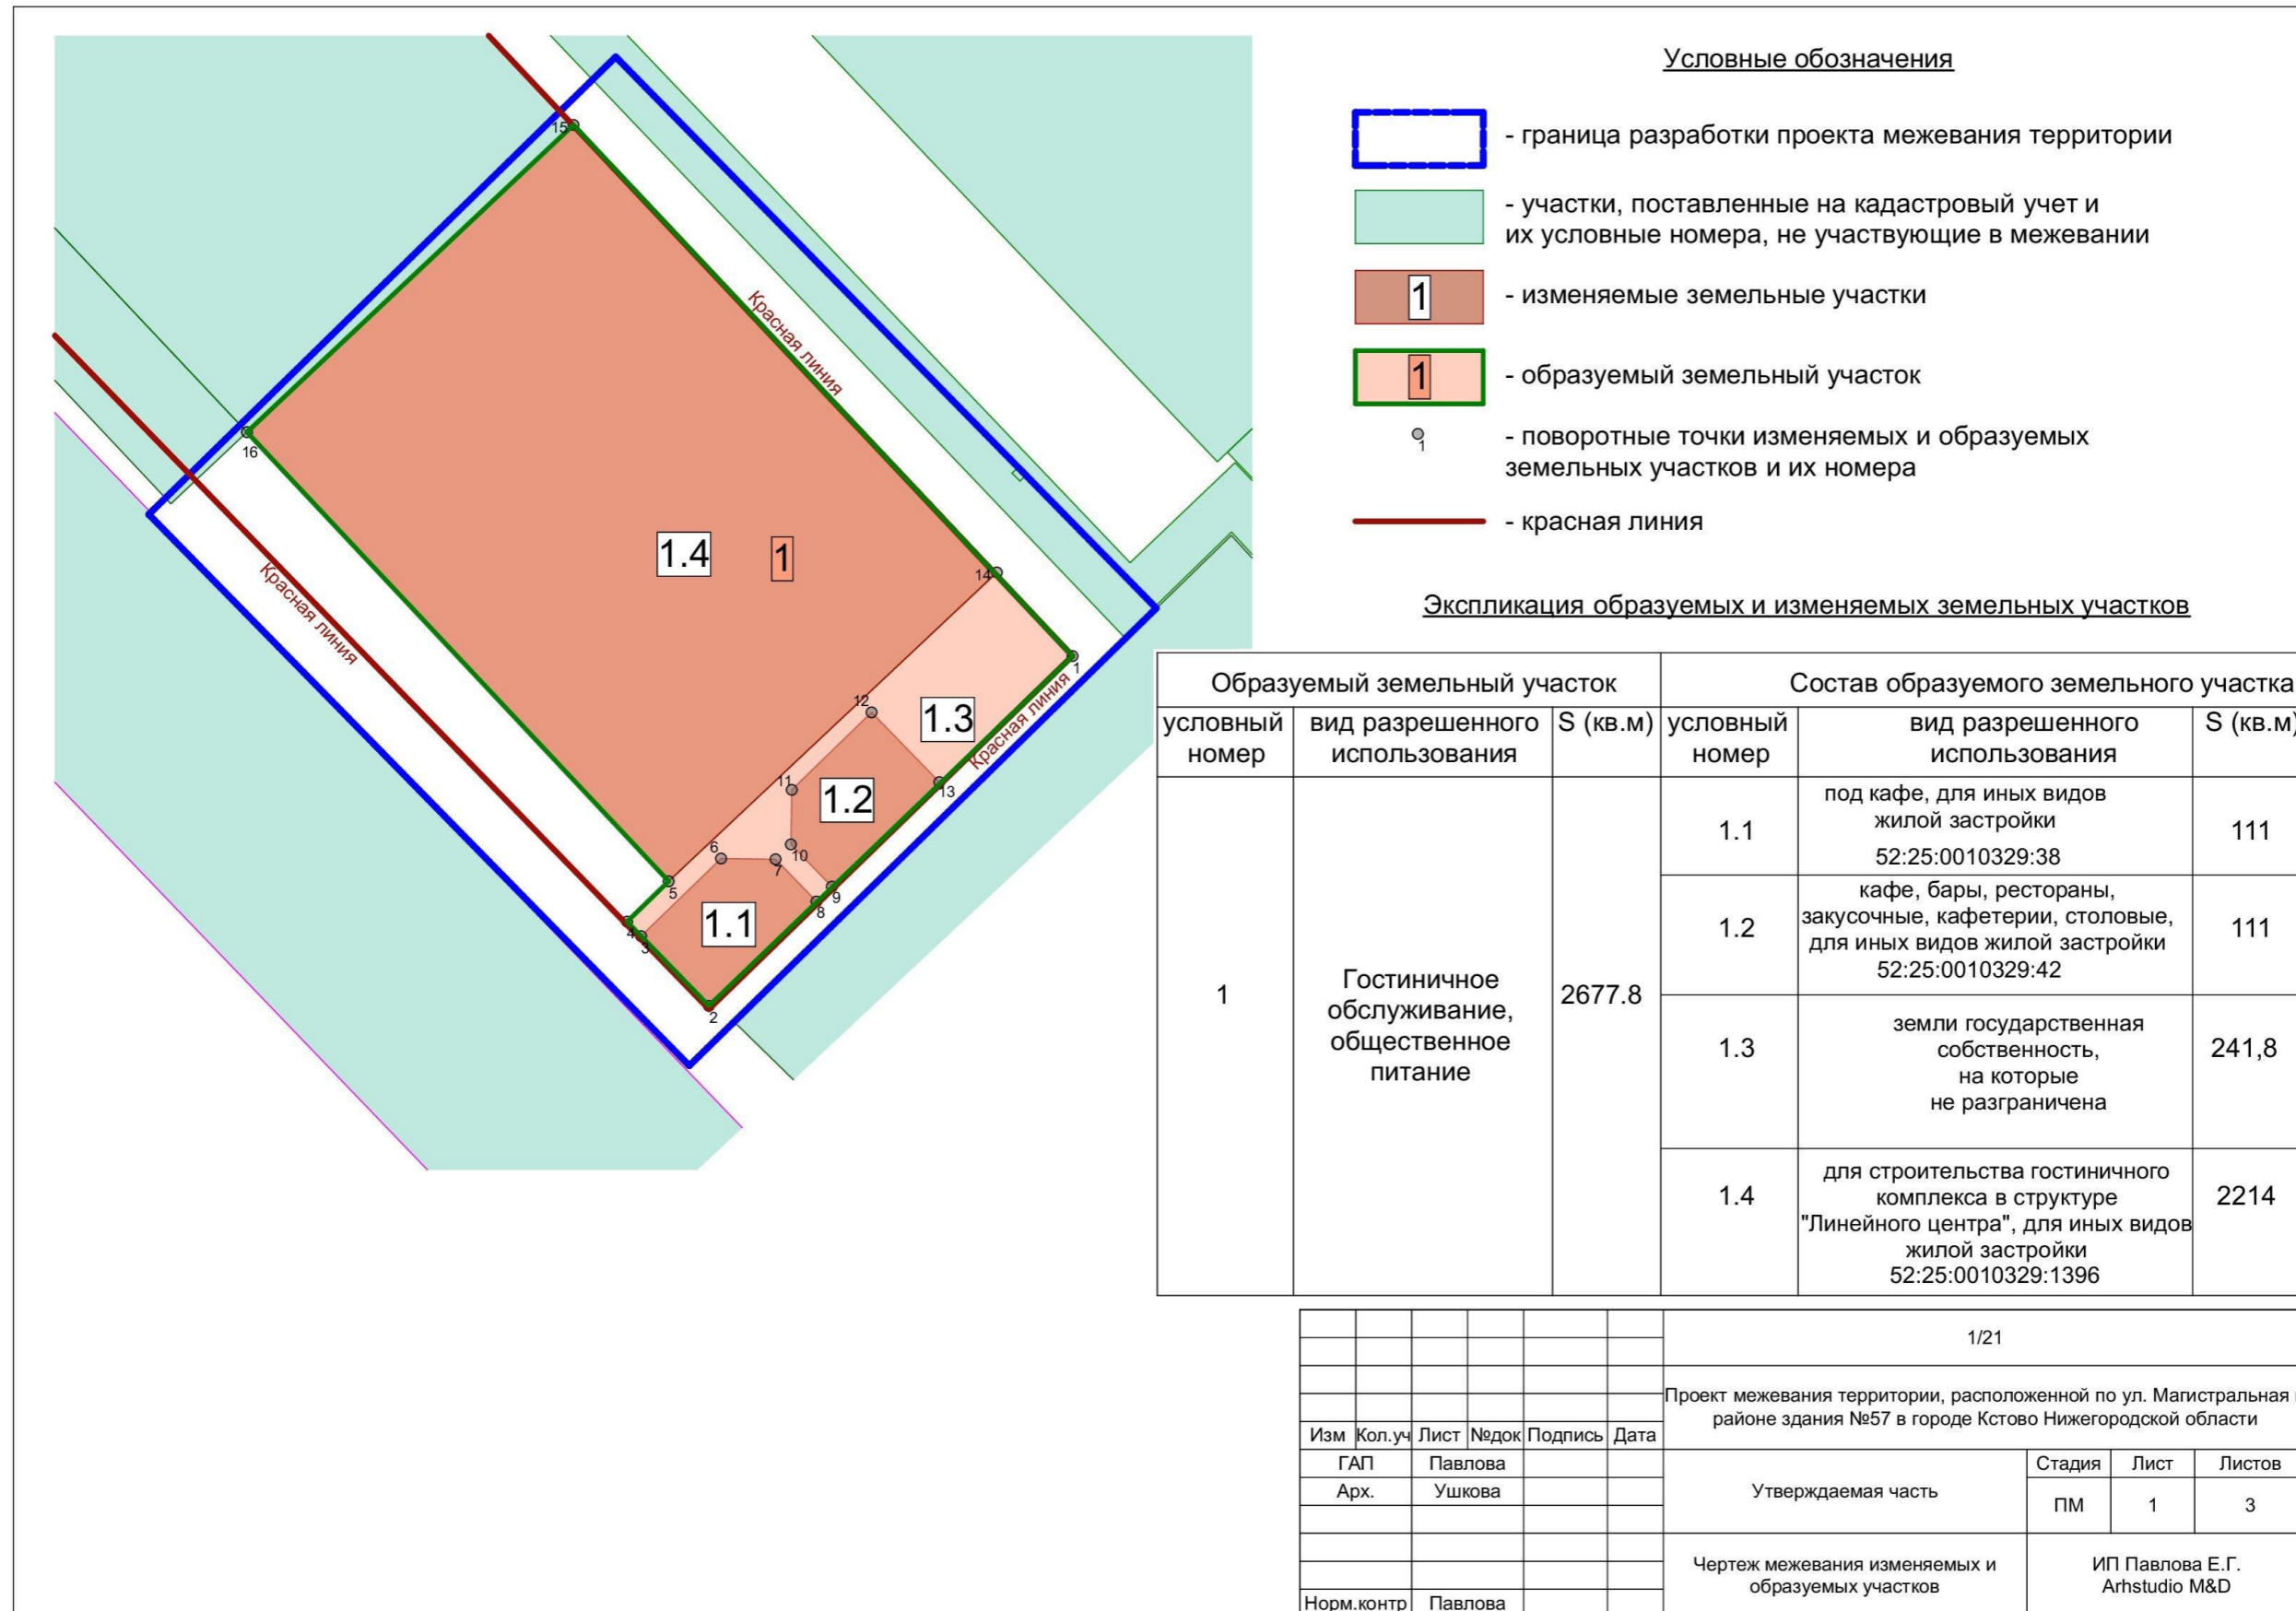 Условные обозначения
- граница разработки проекта межевания территории
- участки, поставленные на кадастровый учет и
их условные номера, не участвующие в межевании
1
- изменяемые земельные участки
1
- образуемый земельный участок
1
- поворотные точки изменяемых и образуемых
земельных участков и их номера
- красная линия
15
16
Красная линия
Красная линия
1.4
1
14
1
12
1.3
Красная линия
11
1.2
13
6
10
7
5
9
8
1.1
4
3
2
Экспликация образуемых и изменяемых земельных участков
Образуемый земельный участок
Состав образуемого земельного участка
условный
номер
вид разрешенного
использования
S (кв.м)
условный
номер
вид разрешенного
использования
S (кв.м)
1
Гостиничное
обслуживание,
общественное
питание
2677.8
1.1
под кафе, для иных видов
жилой застройки
52:25:0010329:38
111
1.2
кафе, бары, рестораны,
закусочные, кафетерии, столовые,
для иных видов жилой застройки
52:25:0010329:42
111
1.3
земли государственная
собственность,
на которые
не разграничена
241,8
1.4
для строительства гостиничного
комплекса в структуре
"Линейного центра", для иных видов
жилой застройки
52:25:0010329:1396
2214
1/21
Проект межевания территории, расположенной по ул. Магистральная
районе здания №57 в городе Кстово Нижегородской области
Изм Кол.уч Лист №док Подпись Дата
ГАП Павлова
Арх. Ушкова
Утверждаемая часть
Стадия Лист Листов
ПМ 1 3
Чертеж межевания изменяемых и
образуемых участков
ИП Павлова Е.Г.
Arhstudio M&D
Норм.контр Павлова